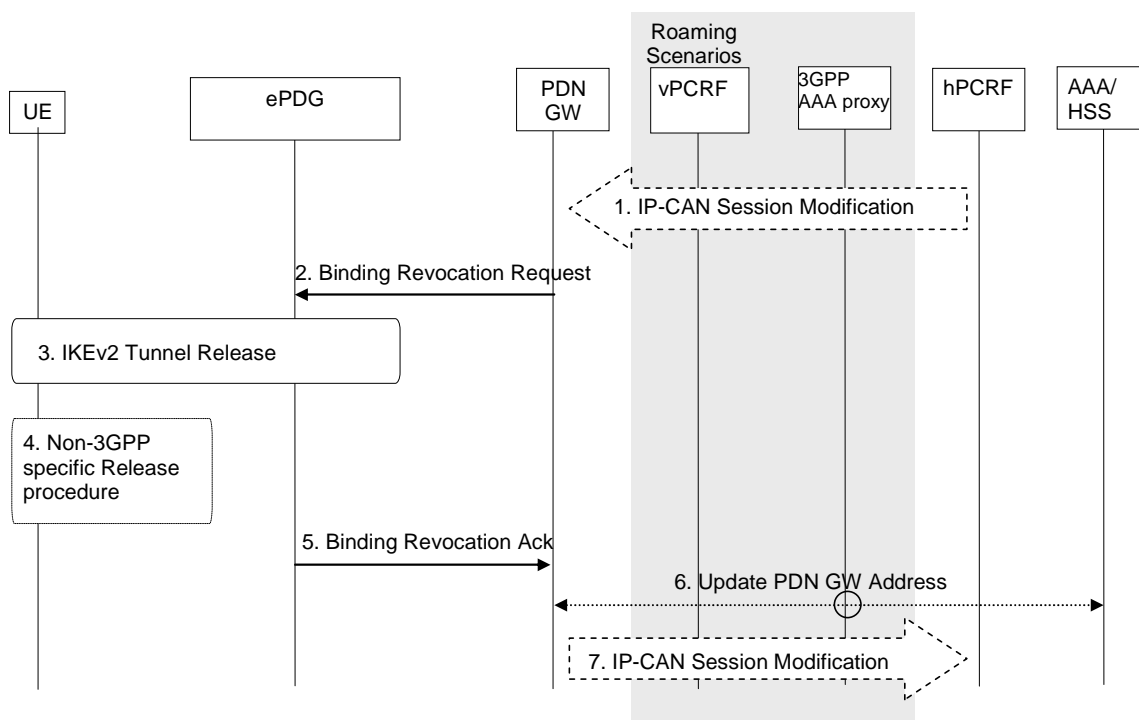 Roaming
Scenarios
UE
ePDG
PDN
GW
vPCRF
3GPP
AAA proxy
hPCRF
AAA/
HSS
1. IP-CAN Session Modification
2. Binding Revocation Request
3. IKEv2 Tunnel Release
4. Non-3GPP
specific Release
procedure
5. Binding Revocation Ack
6. Update PDN GW Address
7. IP-CAN Session Modification